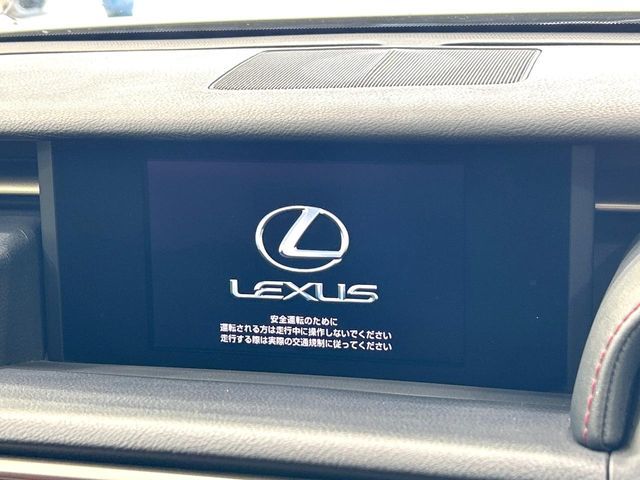 LEXUS
安全運転のために
運転される方は走行中に操作しないでください
走行する際は実際の交通規制に従ってください